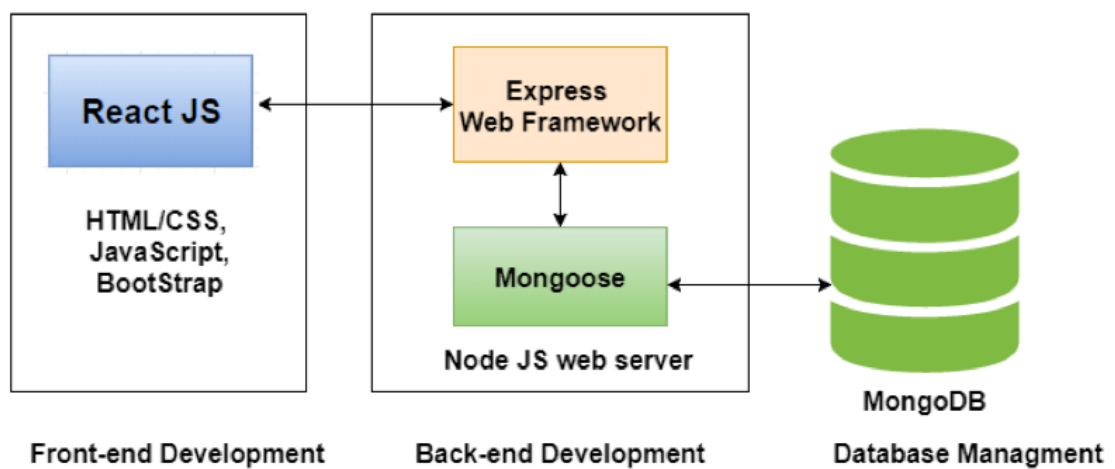 React JS
HTML/CSS,
JavaScript,
BootStrap
Front-end Development
Express
Web Framework
Mongoose
Node JS web server
Back-end Development
MongoDB
Database Managment